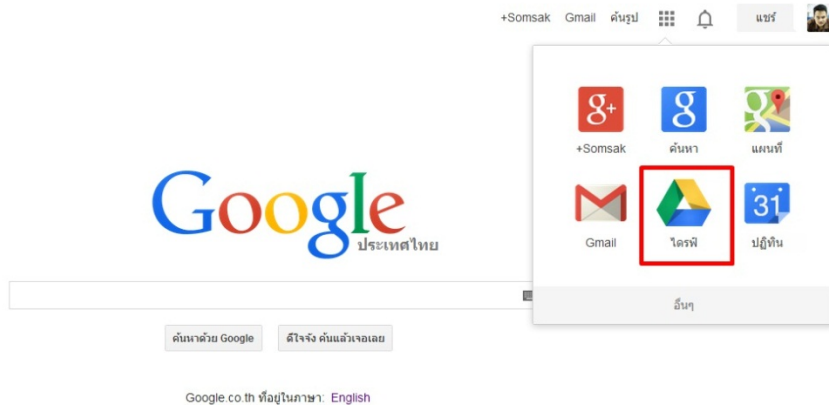 +Somsak Gmail ค้นรูป แชร์
+Somsak ค้นหา แผนที่
31
Gmail ไดรฟ์ ปฏิทิน
อื่นๆ
Google
ประเทศไทย
ค้นหาด้วย Google ดีใจจัง ค้นแล้วเจอเลย
Google.co.th ที่อยู่ในภาษา: English